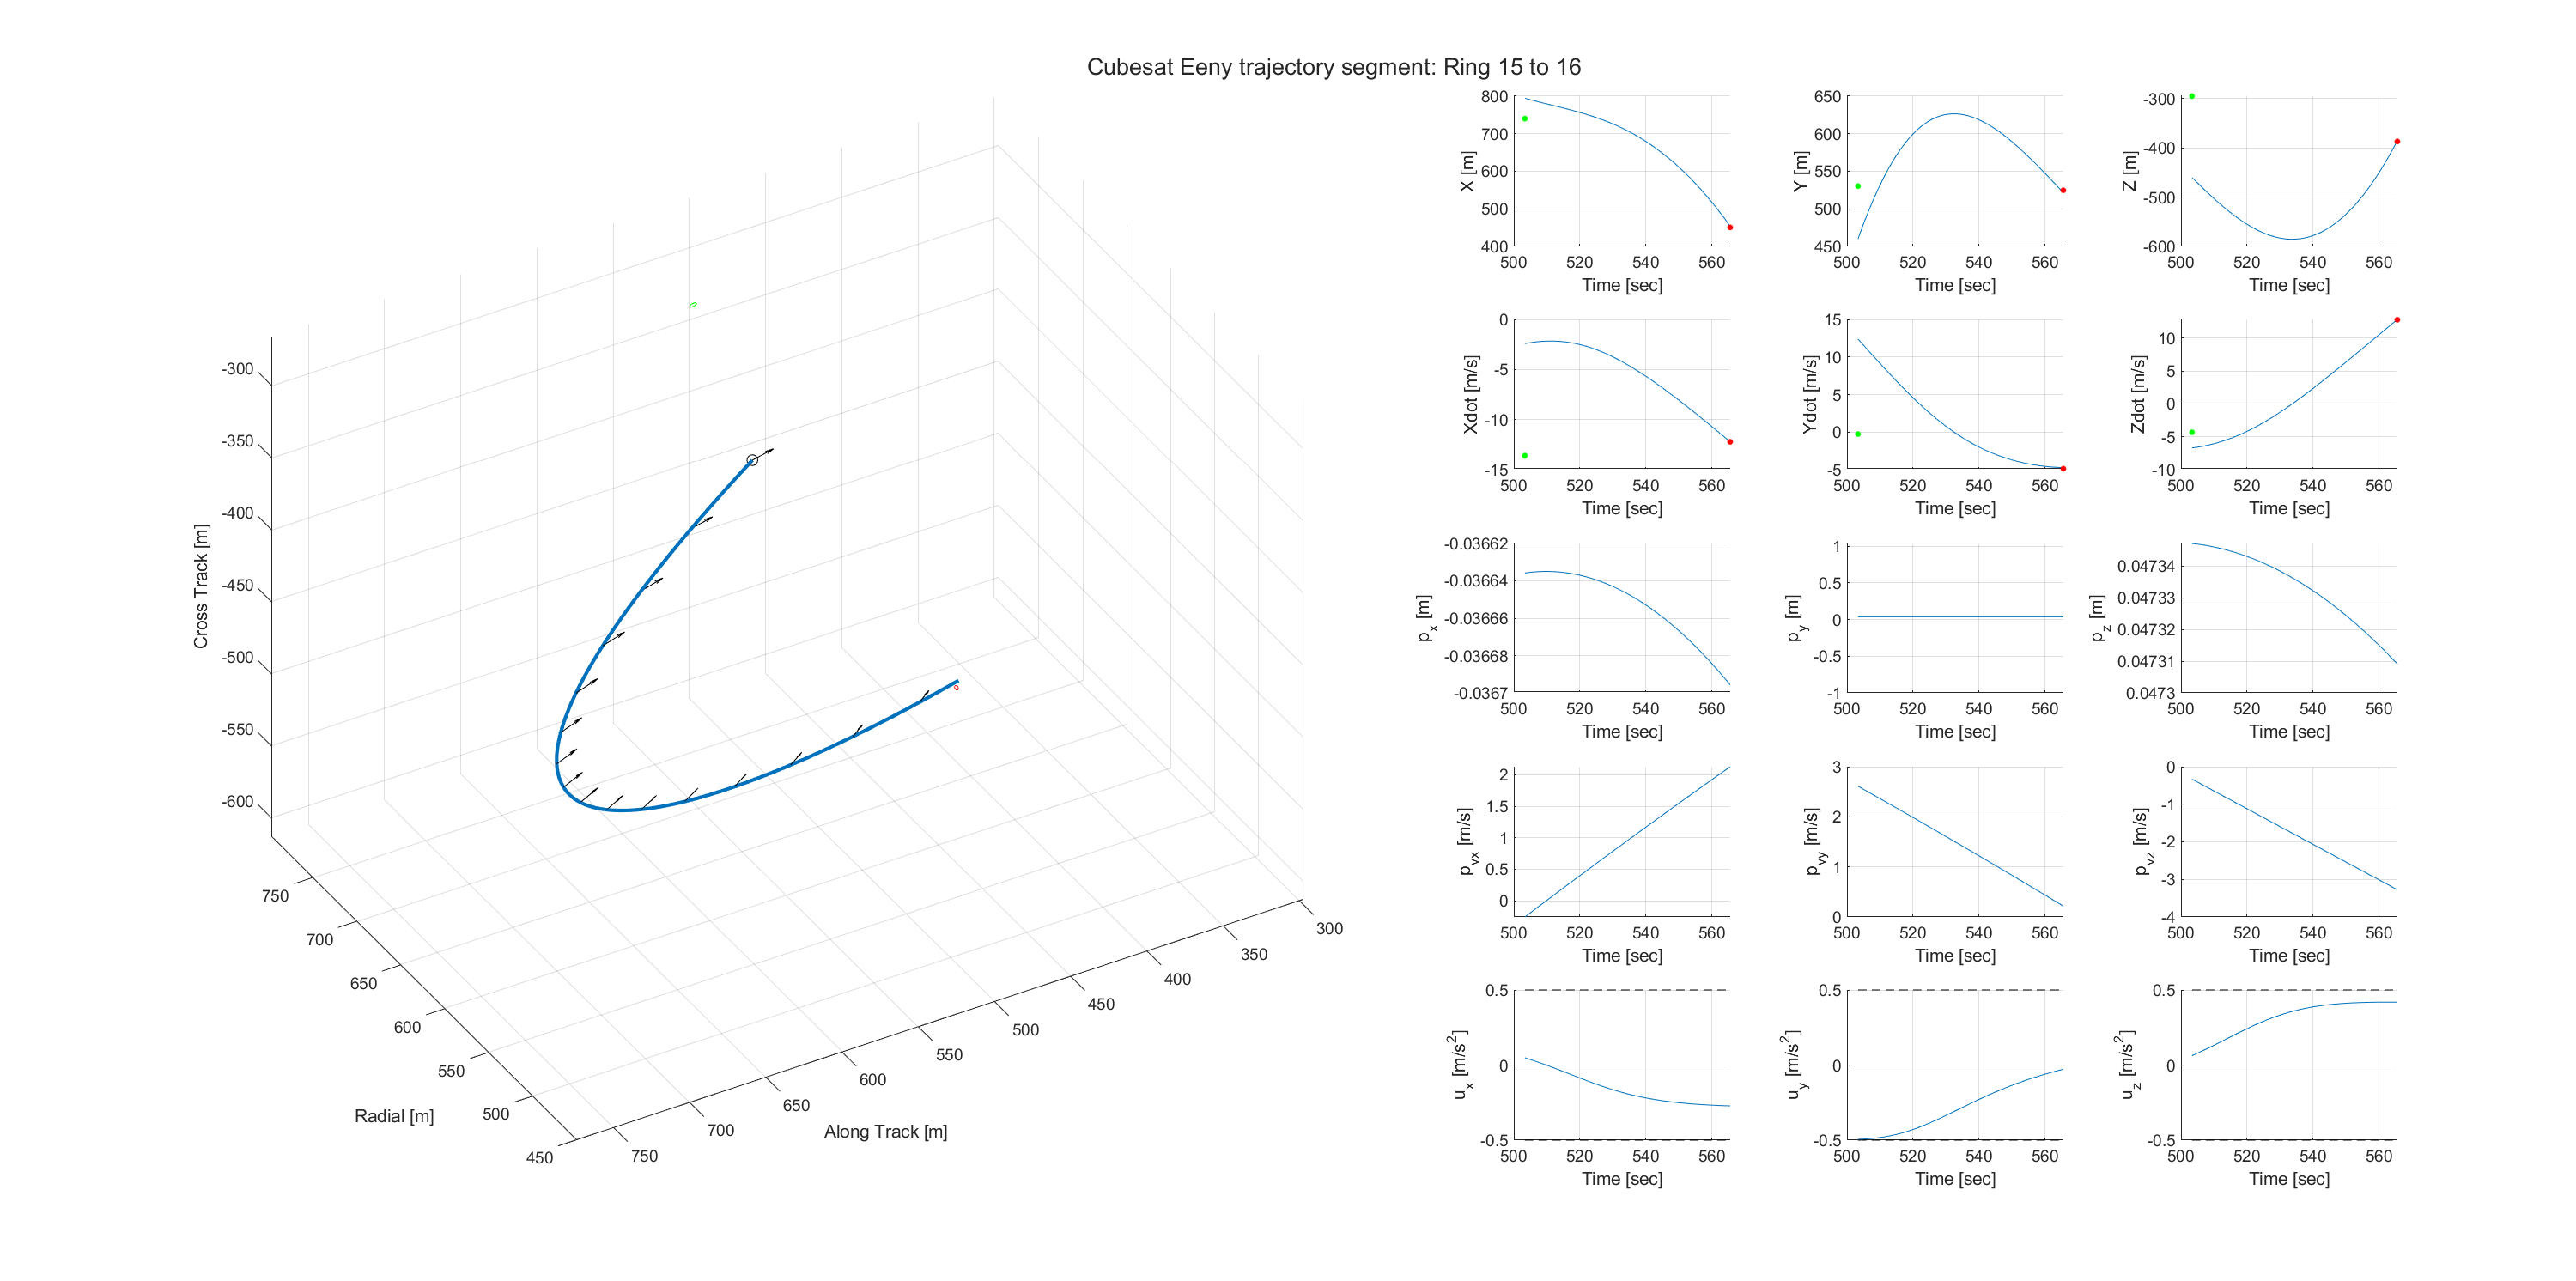 Cubesat Eeny trajectory segment: Ring 15 to 16
-300
-350
-400
-450
-500
-550
-600
Cross Track [m]
750
700
650
600
550
500
450
Radial [m]
750
700
650
600
550
500
450
400
350
300
Along Track [m]
800
700
600
500
400
X [m]
500 520 540 560
Time [sec]
650
600
550
500
450
Y [m]
500 520 540 560
Time [sec]
-300
-400
-500
-600
Z [m]
500 520 540 560
Time [sec]
0
-5
-10
-15
Xdot [m/s]
500 520 540 560
Time [sec]
15
10
5
0
-5
Ydot [m/s]
500 520 540 560
Time [sec]
10
5
0
-5
-10
Zdot [m/s]
500 520 540 560
Time [sec]
-0.03662
-0.03664
-0.03666
-0.03668
-0.0367
p_x [m]
500 520 540 560
Time [sec]
1
0.5
0
-0.5
-1
p_y [m]
500 520 540 560
Time [sec]
0.04734
0.04733
0.04732
0.04731
0.0473
p_z [m]
500 520 540 560
Time [sec]
2
1.5
1
0.5
0
p_vx [m/s]
500 520 540 560
Time [sec]
3
2
1
0
p_vy [m/s]
500 520 540 560
Time [sec]
0
-1
-2
-3
-4
p_vz [m/s]
500 520 540 560
Time [sec]
0.5
0
-0.5
u_x [m/s²]
500 520 540 560
Time [sec]
0.5
0
-0.5
u_y [m/s²]
500 520 540 560
Time [sec]
0.5
0
-0.5
u_z [m/s²]
500 520 540 560
Time [sec]